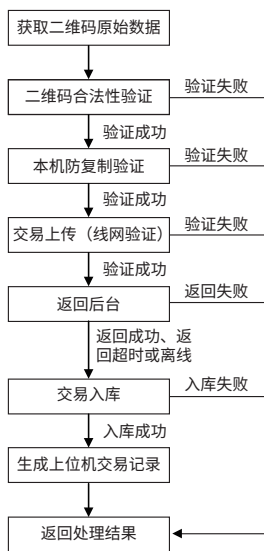 获取二维码原始数据
二维码合法性验证
验证失败
验证成功
本机防复制验证
验证失败
验证成功
交易上传（线网验证）
验证失败
验证成功
返回后台
返回失败
返回成功、返
回超时或离线
交易入库
入库失败
入库成功
生成上位机交易记录
返回处理结果